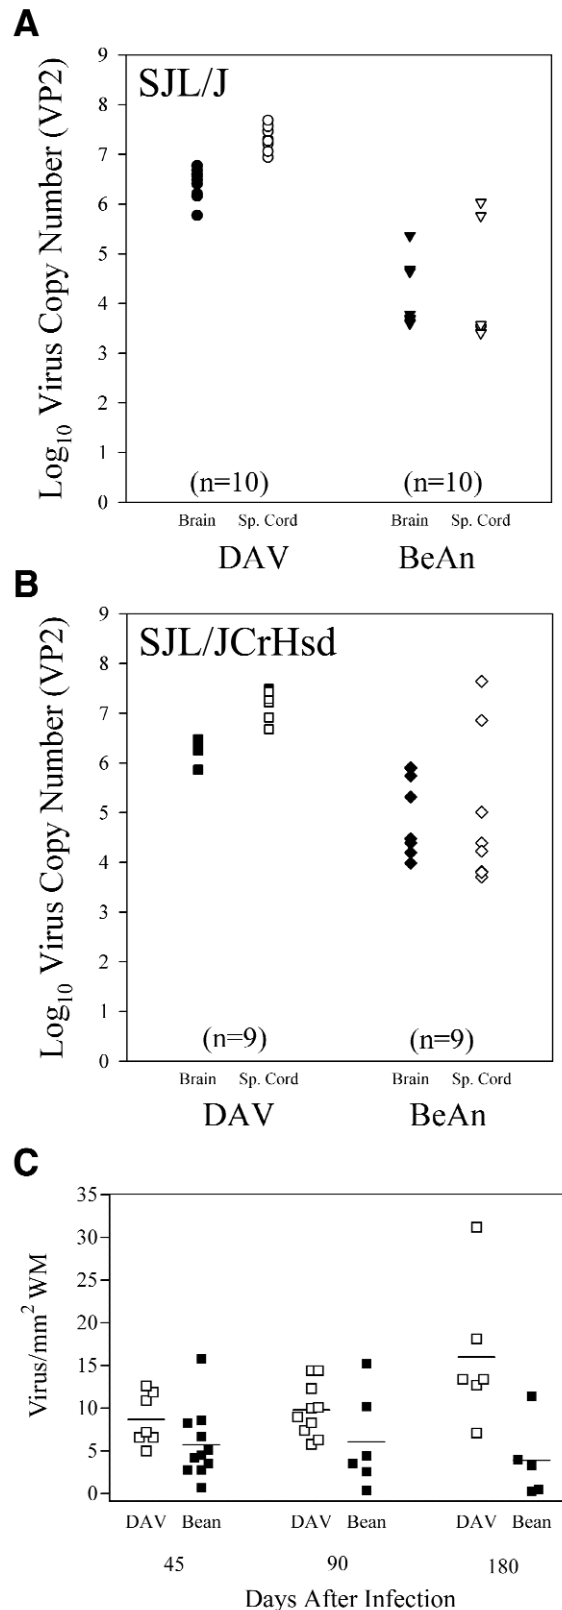 A
Log10 Virus Copy Number (VP2)
9
8
7
6
5
4
3
2
1
0
SJL/J
(n=10) (n=10)
Brain Sp. Cord Brain Sp. Cord
DAV BeAn
B
Log10 Virus Copy Number (VP2)
9
8
7
6
5
4
3
2
1
0
SJL/JCrHsd
(n=9) (n=9)
Brain Sp. Cord Brain Sp. Cord
DAV BeAn
C
Virus/mm2 WM
35
30
25
20
15
10
5
0
DAV Bean DAV Bean DAV Bean
45 90 180
Days After Infection